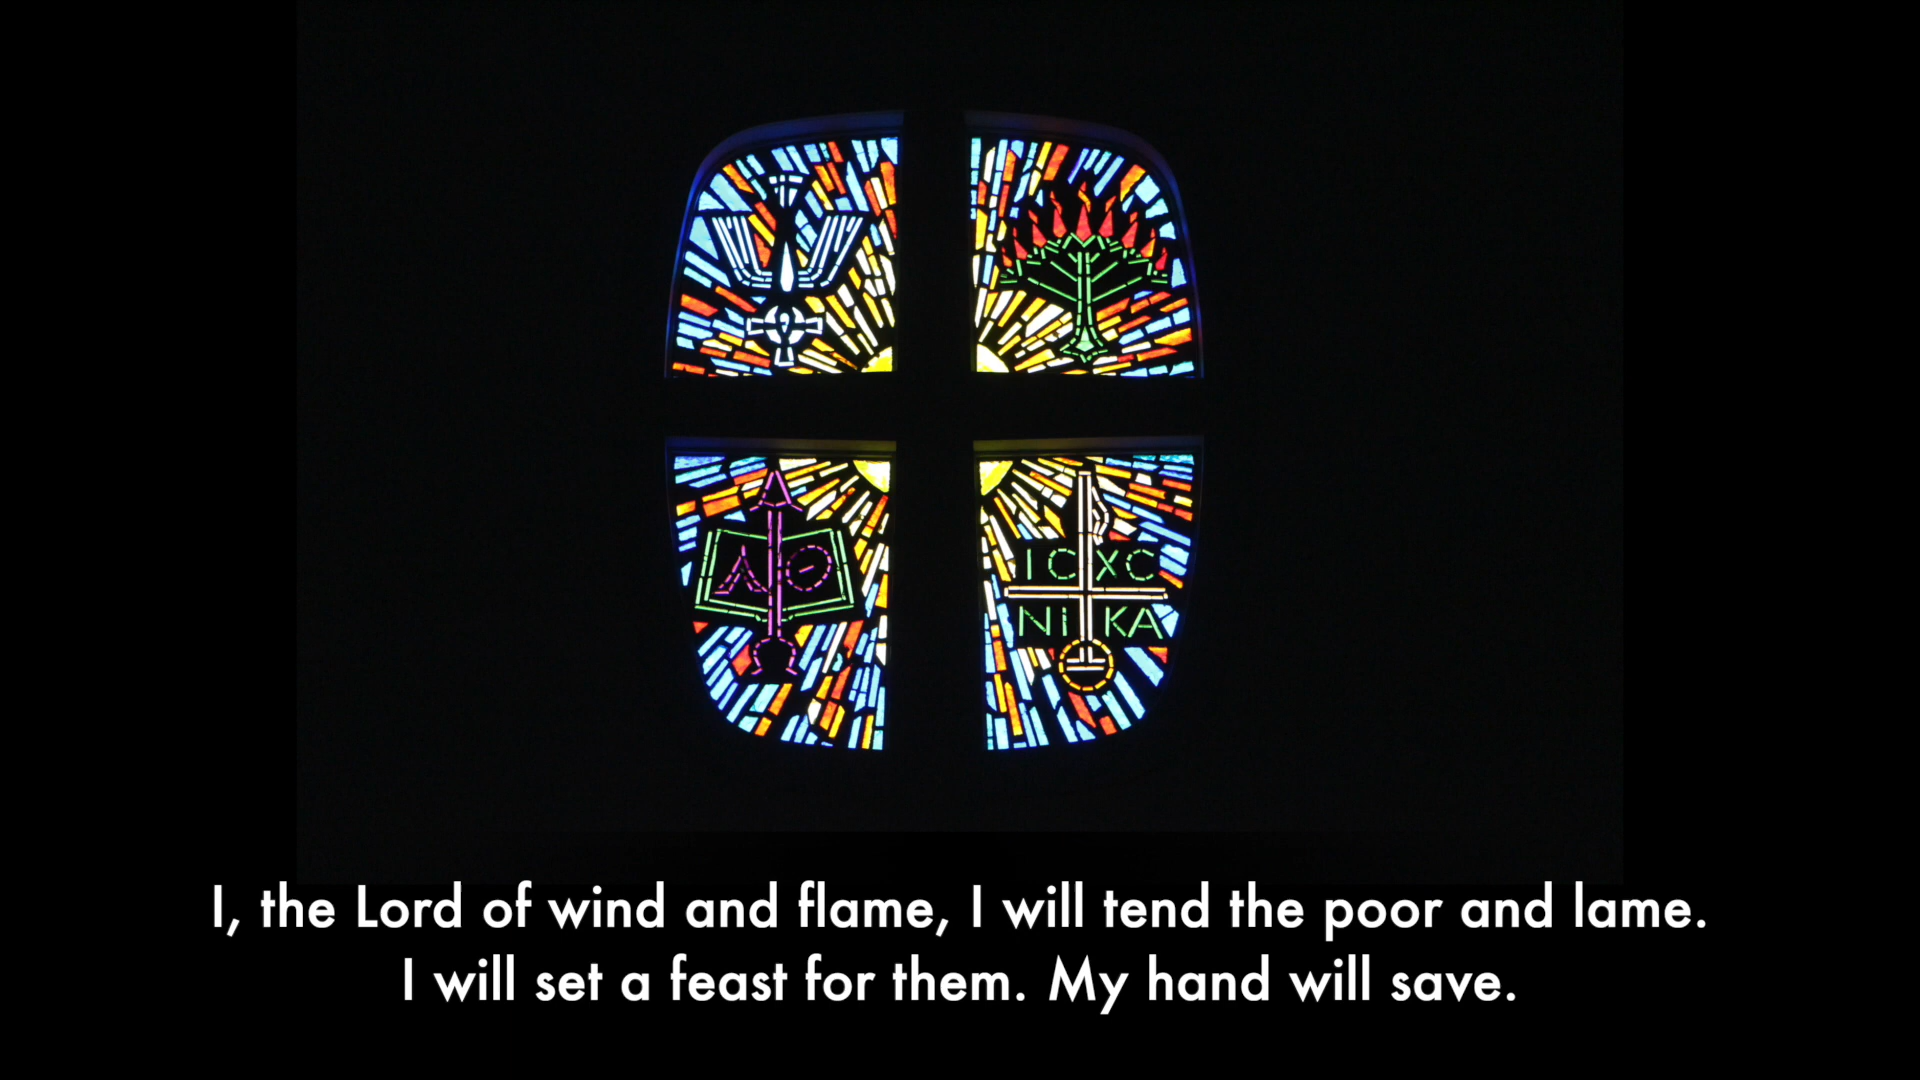 IC XC
Ni KA
I, the Lord of wind and flame, I will tend the poor and lame.
I will set a feast for them. My hand will save.